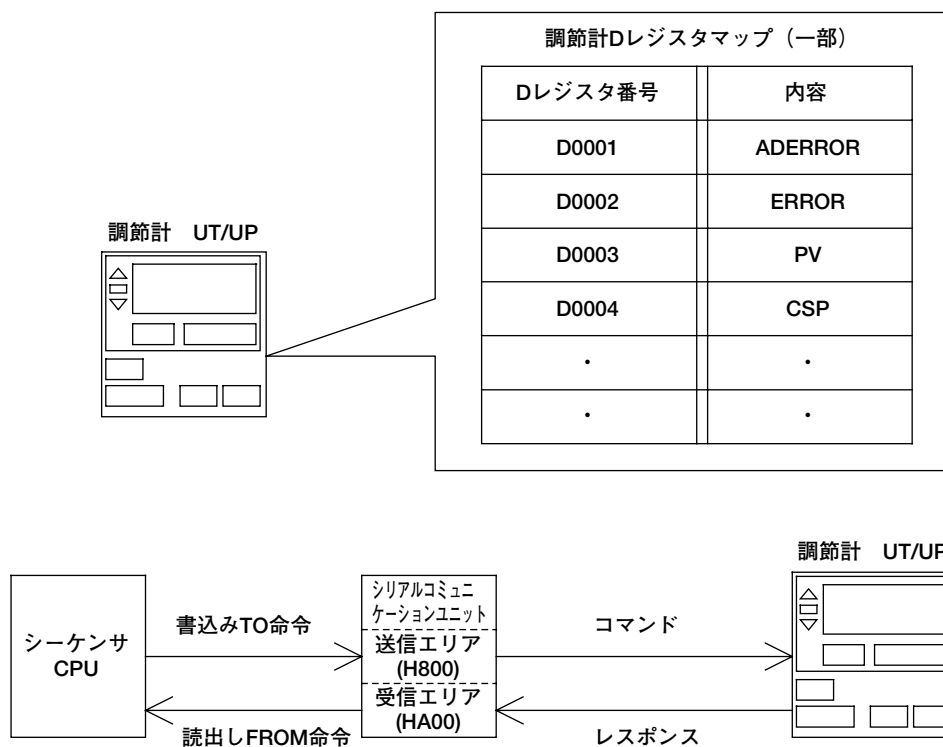 調節計Dレジスタマップ（一部）
Dレジスタ番号 内容
D0001 ADERROR
D0002 ERROR
D0003 PV
D0004 CSP
・ ・
・ ・
調節計 UT/UP
調節計 UT/UP
シーケンサ
CPU
書込みTO命令
読出しFROM命令
シリアルコミュニ
ケーションユニット
送信エリア
(H800)
受信エリア
(HA00)
コマンド
レスポンス